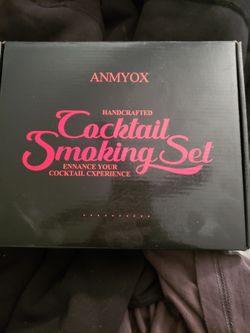 ANMYOX
HANDCRAFTED
Cocktail
Smoking Set
ENNANCE YOUR
COCKTAIL CXPERIENCE